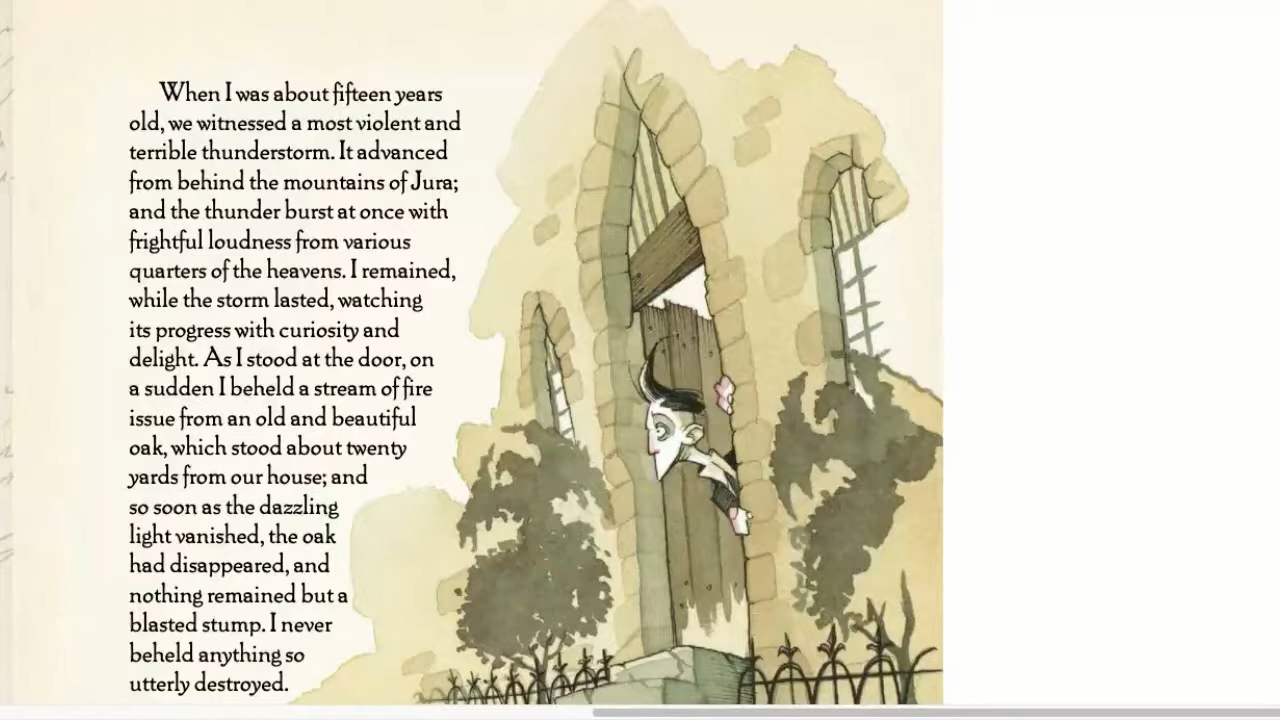 When I was about fifteen years
old, we witnessed a most violent and
terrible thunderstorm. It advanced
from behind the mountains of Jura;
and the thunder burst at once with
frightful loudness from various
quarters of the heavens. I remained,
while the storm lasted, watching
its progress with curiosity and
delight. As I stood at the door, on
a sudden I beheld a stream of fire
issue from an old and beautiful
oak, which stood about twenty
yards from our house; and
so soon as the dazzling
light vanished, the oak
had disappeared, and
nothing remained but a
blasted stump. I never
beheld anything so
utterly destroyed.